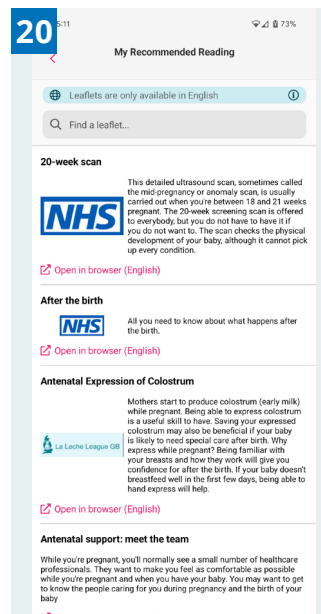 20
5:11
73%
My Recommended Reading
Leaflets are only available in English
Find a leaflet...
20-week scan
NHS
This detailed ultrasound scan, sometimes called
the mid-pregnancy or anomaly scan, is usually
carried out when you're between 18 and 21 weeks
pregnant. The 20-week screening scan is offered
to everybody, but you do not have to have it if
you do not want to. The scan checks the physical
development of your baby, although it cannot pick
up every condition.
Open in browser (English)
After the birth
NHS
All you need to know about what happens after
the birth.
Open in browser (English)
Antenatal Expression of Colostrum
La Leche League GB
Mothers start to produce colostrum (early milk)
while pregnant. Being able to express colostrum
is a useful skill to have. Saving your expressed
colostrum may also be beneficial if your baby
is likely to need special care after birth. Why
express while pregnant? Being familiar with
your breasts and how they work will give you
confidence for after the birth. If your baby doesn't
breastfeed well in the first few days, being able to
hand express will help.
Open in browser (English)
Antenatal support: meet the team
While you're pregnant, you'll normally see a small number of healthcare
professionals. They want to make you feel as comfortable as possible
while you're pregnant and when you have your baby. You may want to get
to know the people caring for you during pregnancy and the birth of your
baby